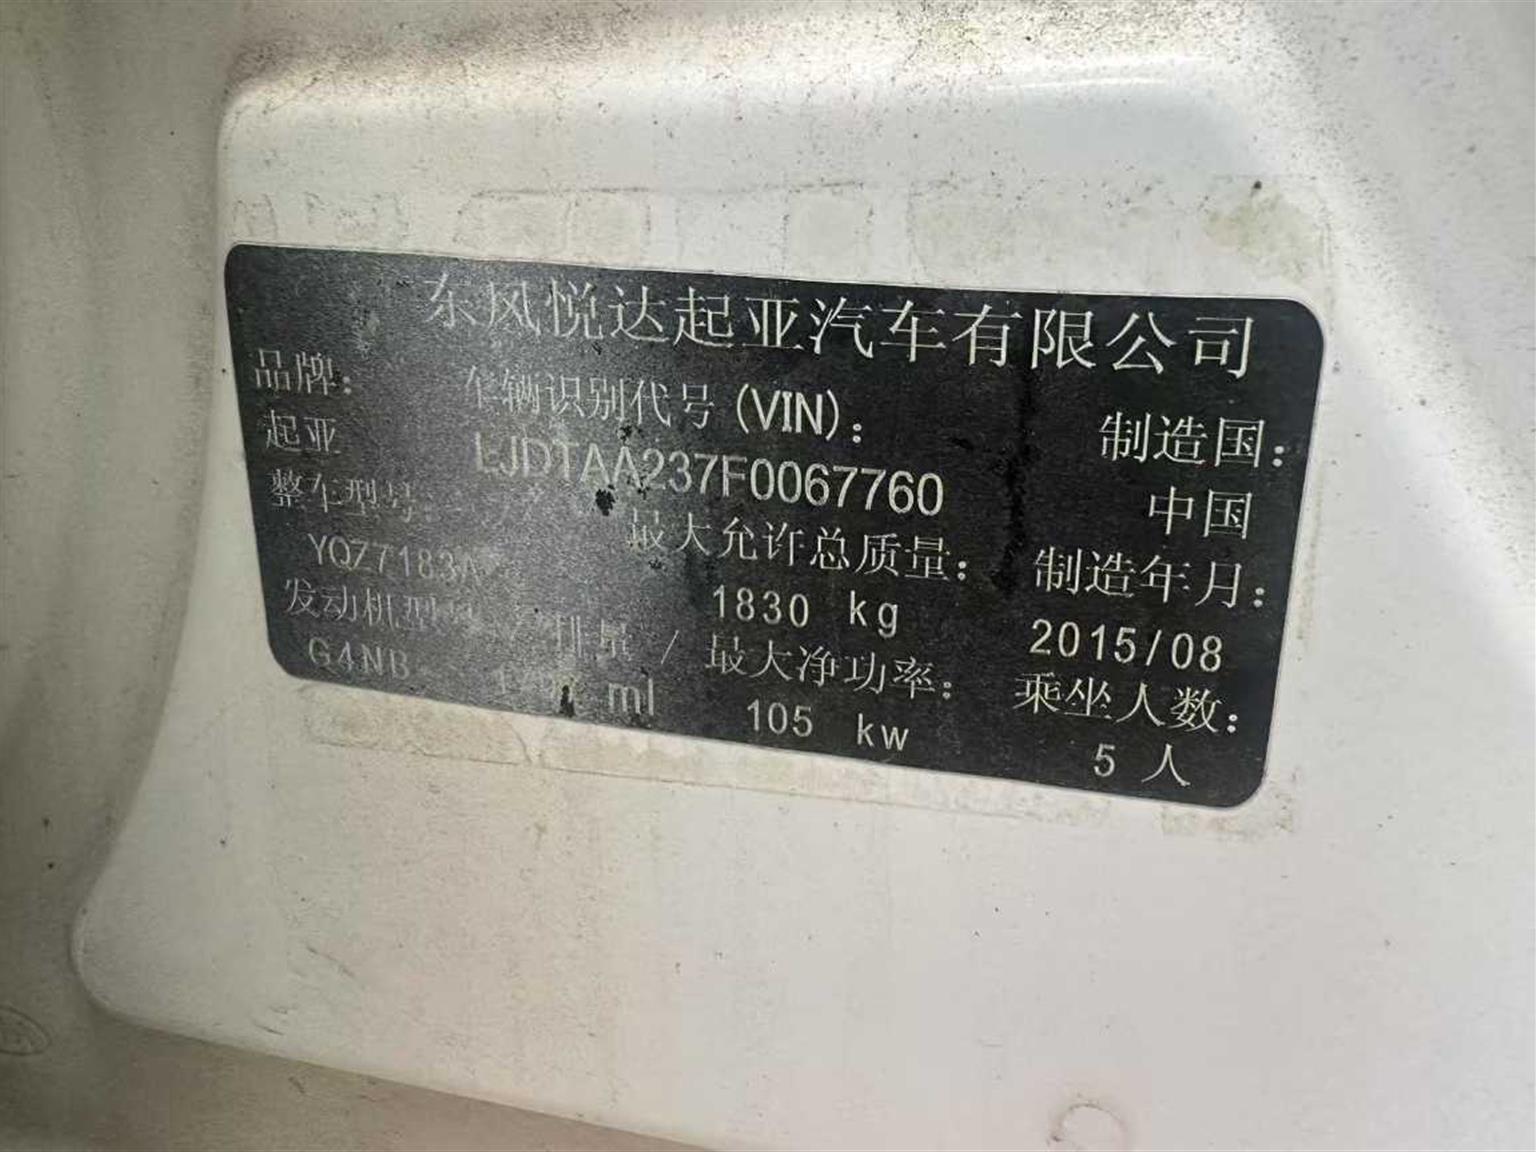 东风悦达起亚汽车有限公司
品牌: 车辆识别代号 (VIN): 制造国:
起亚 LJDTAA237F0067760 中国
整车型号 最大允许总质量: 制造年月:
YQZ7183A 1830 kg 2015/08
发动机型 排量 / 最大净功率: 乘坐人数:
G4NB ml 105 kw 5 人